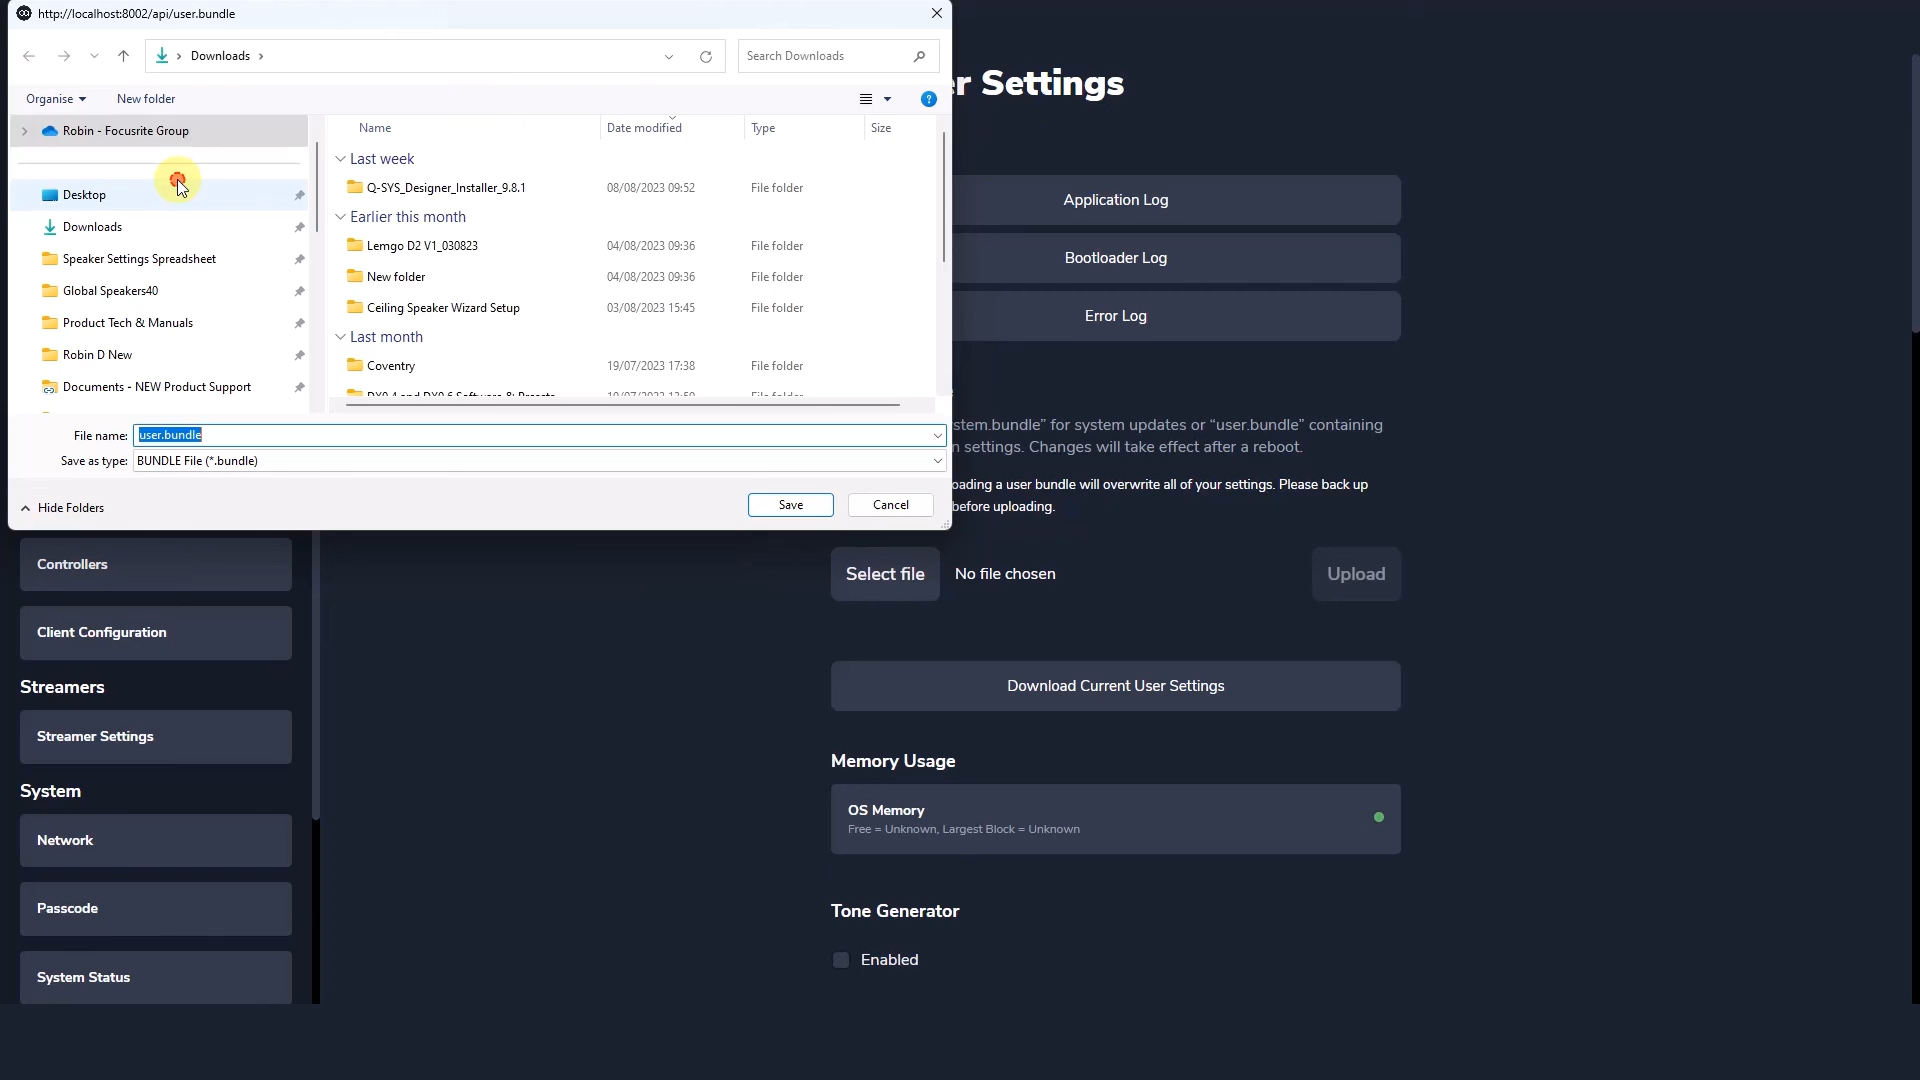 http://localhost:8002/api/user.bundle
Downloads
Search Downloads
Organise
New folder
Robin - Focusrite Group
Desktop
Downloads
Speaker Settings Spreadsheet
Global Speakers40
Product Tech & Manuals
Robin D New
Documents - NEW Product Support
Name Date modified Type Size
Last week
Q-SYS_Designer_Installer_9.8.1 08/08/2023 09:52 File folder
Earlier this month
Lemgo D2 V1_030823 04/08/2023 09:36 File folder
New folder 04/08/2023 09:36 File folder
Ceiling Speaker Wizard Setup 03/08/2023 15:45 File folder
Last month
Coventry 19/07/2023 17:38 File folder
File name: user.bundle
Save as type: BUNDLE File (*.bundle)
Hide Folders
Save
Cancel
r Settings
Application Log
Bootloader Log
Error Log
stem.bundle” for system updates or “user.bundle” containing
n settings. Changes will take effect after a reboot.
oading a user bundle will overwrite all of your settings. Please back up
before uploading.
Select file
No file chosen
Upload
Download Current User Settings
Memory Usage
OS Memory
Free = Unknown, Largest Block = Unknown
Tone Generator
Enabled
Controllers
Client Configuration
Streamers
Streamer Settings
System
Network
Passcode
System Status